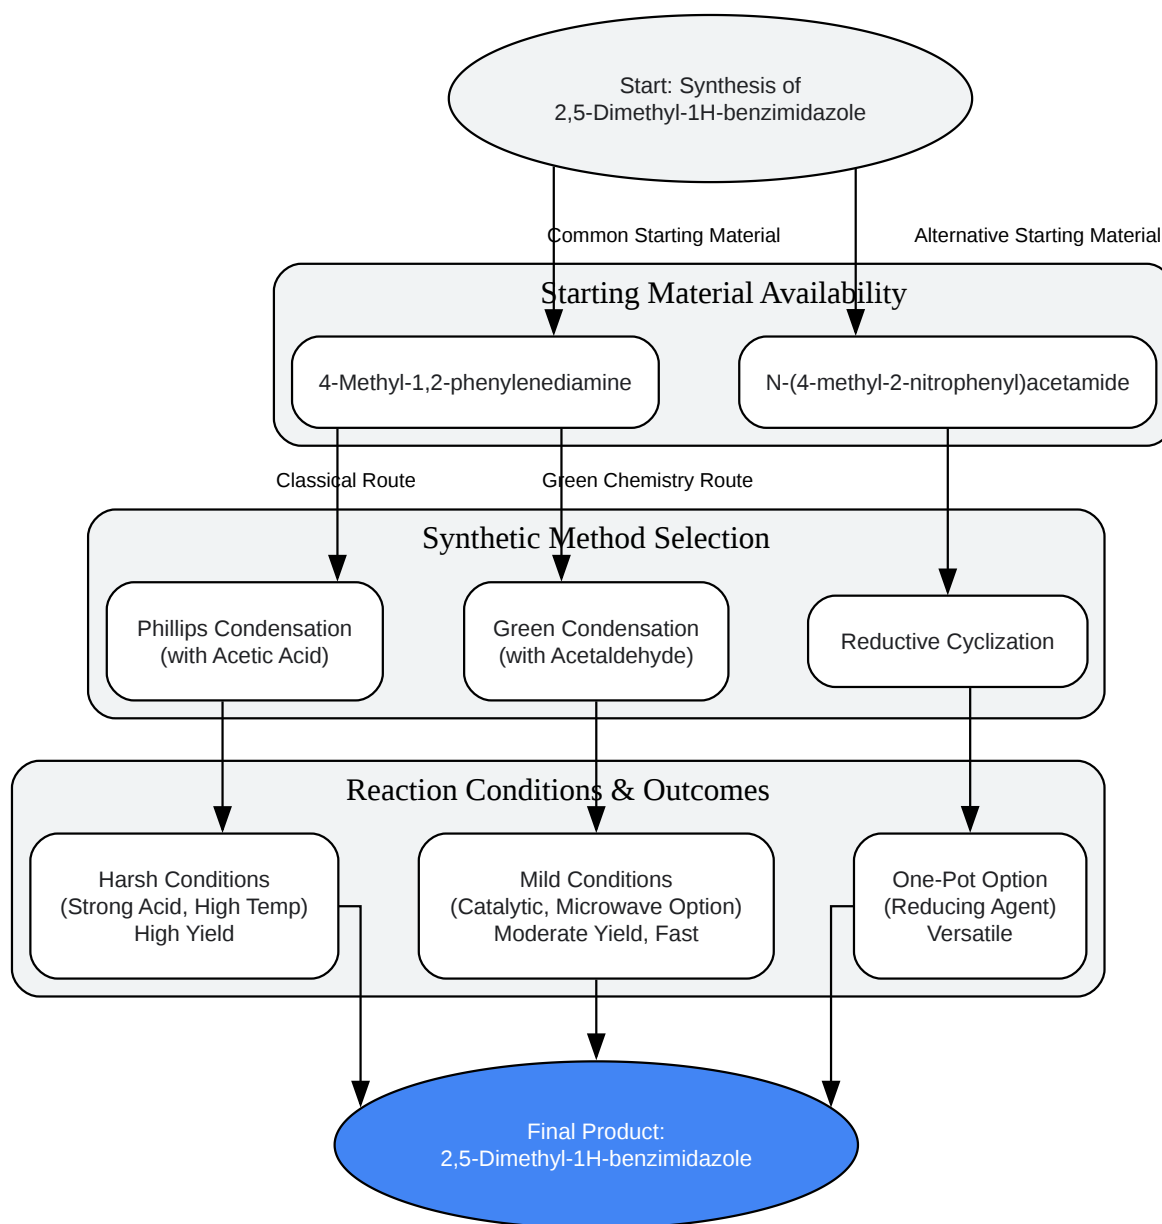 Start: Synthesis of
2,5-Dimethyl-1H-benzimidazole
Common Starting Material
Alternative Starting Material
Starting Material Availability
4-Methyl-1,2-phenylenediamine
N-(4-methyl-2-nitrophenyl)acetamide
Classical Route
Green Chemistry Route
Synthetic Method Selection
Phillips Condensation
(with Acetic Acid)
Green Condensation
(with Acetaldehyde)
Reductive Cyclization
Reaction Conditions & Outcomes
Harsh Conditions
(Strong Acid, High Temp)
High Yield
Mild Conditions
(Catalytic, Microwave Option)
Moderate Yield, Fast
One-Pot Option
(Reducing Agent)
Versatile
Final Product:
2,5-Dimethyl-1H-benzimidazole